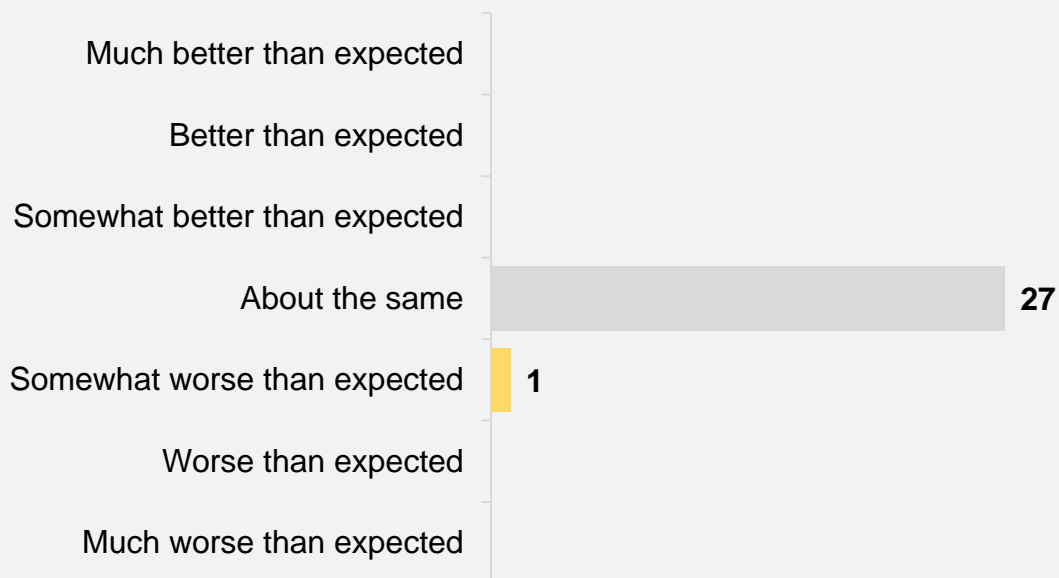 Much better than expected
Better than expected
Somewhat better than expected
About the same 27
Somewhat worse than expected 1
Worse than expected
Much worse than expected